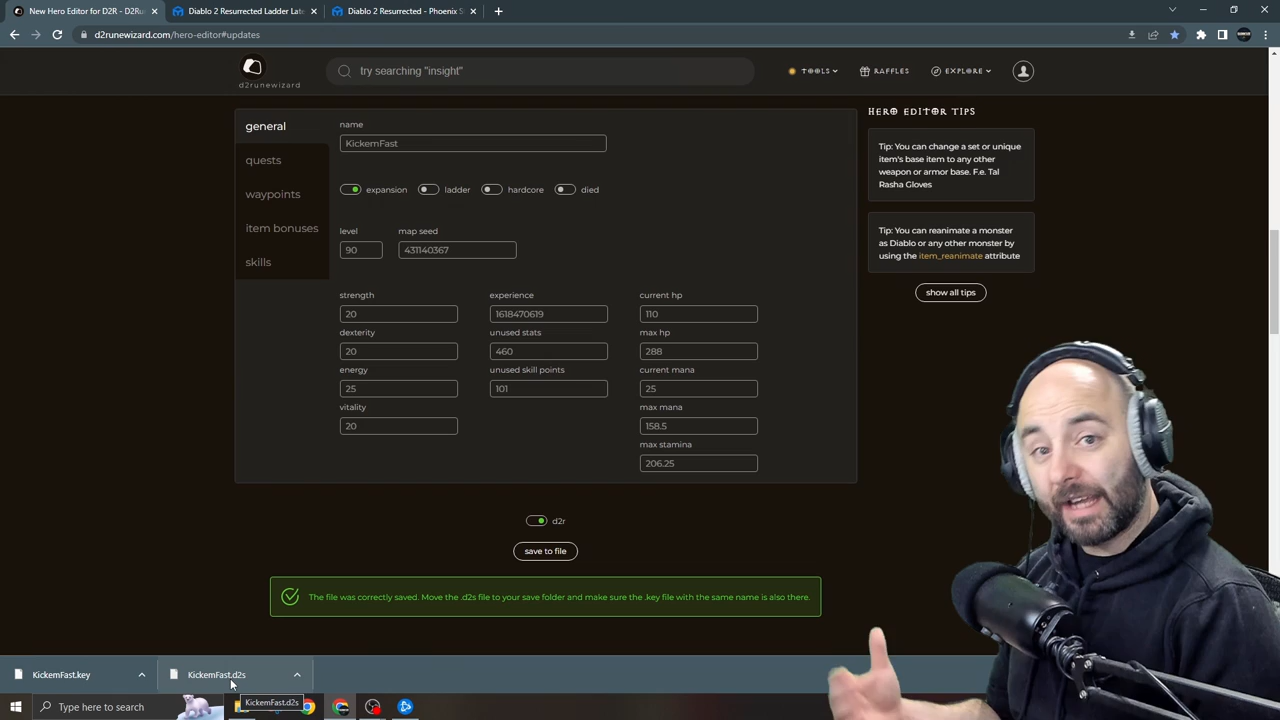 New Hero Editor for D2R - D2Ru
Diablo 2 Resurrected Ladder Late
Diablo 2 Resurrected - Phoenix S
d2runewizard.com/hero-editor#updates
d2runewizard
try searching "insight"
TOOLS
RAFFLES
EXPLORE
general
quests
waypoints
item bonuses
skills
name
KickemFast
expansion
ladder
hardcore
died
level
map seed
90
431140367
strength
experience
current hp
20
1618470619
110
dexterity
unused stats
max hp
20
460
288
energy
unused skill points
current mana
25
101
25
vitality
max mana
20
158.5
max stamina
206.25
HERO EDITOR TIPS
Tip: You can change a set or unique
item's base item to any other
weapon or armor base. F.e. Tal
Rasha Gloves
Tip: You can reanimate a monster
as Diablo or any other monster by
using the item_reanimate attribute
show all tips
d2r
save to file
The file was correctly saved. Move the .d2s file to your save folder and make sure the .key file with the same name is also there.
KickemFast.key
KickemFast.d2s
KickemFast.d2s
Type here to search